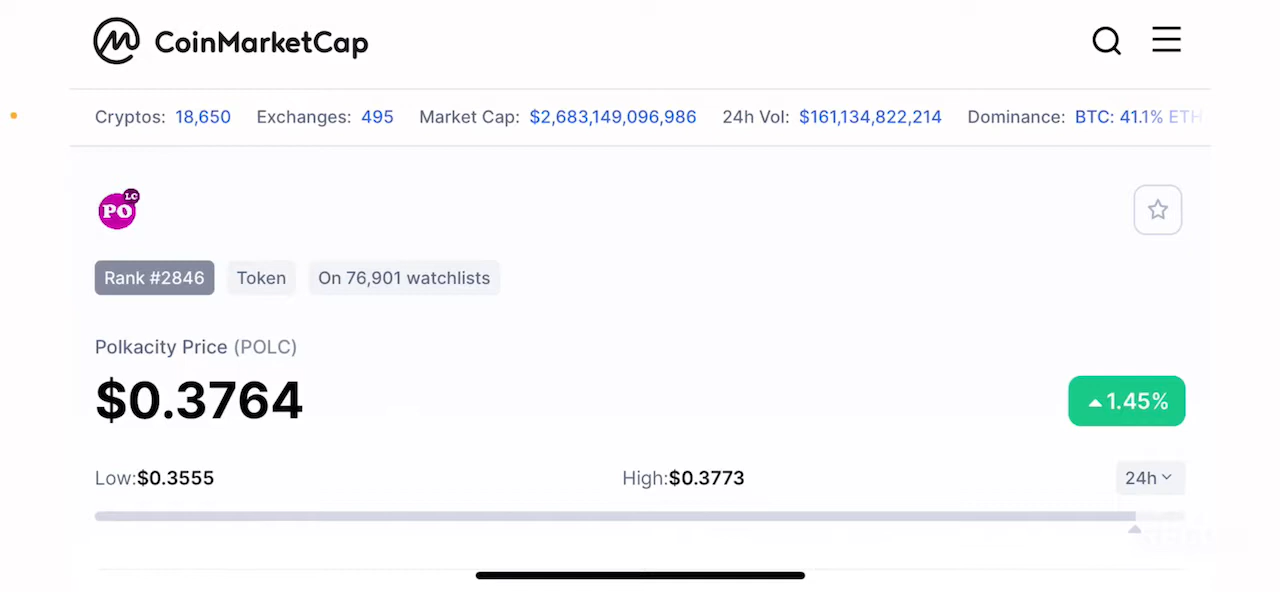 CoinMarketCap
Cryptos: 18,650 Exchanges: 495 Market Cap: $2,683,149,096,986 24h Vol: $161,134,822,214 Dominance: BTC: 41.1% ETH
PO LC
Rank #2846 Token On 76,901 watchlists
Polkacity Price (POLC)
$0.3764 1.45%
Low:$0.3555 High:$0.3773 24h